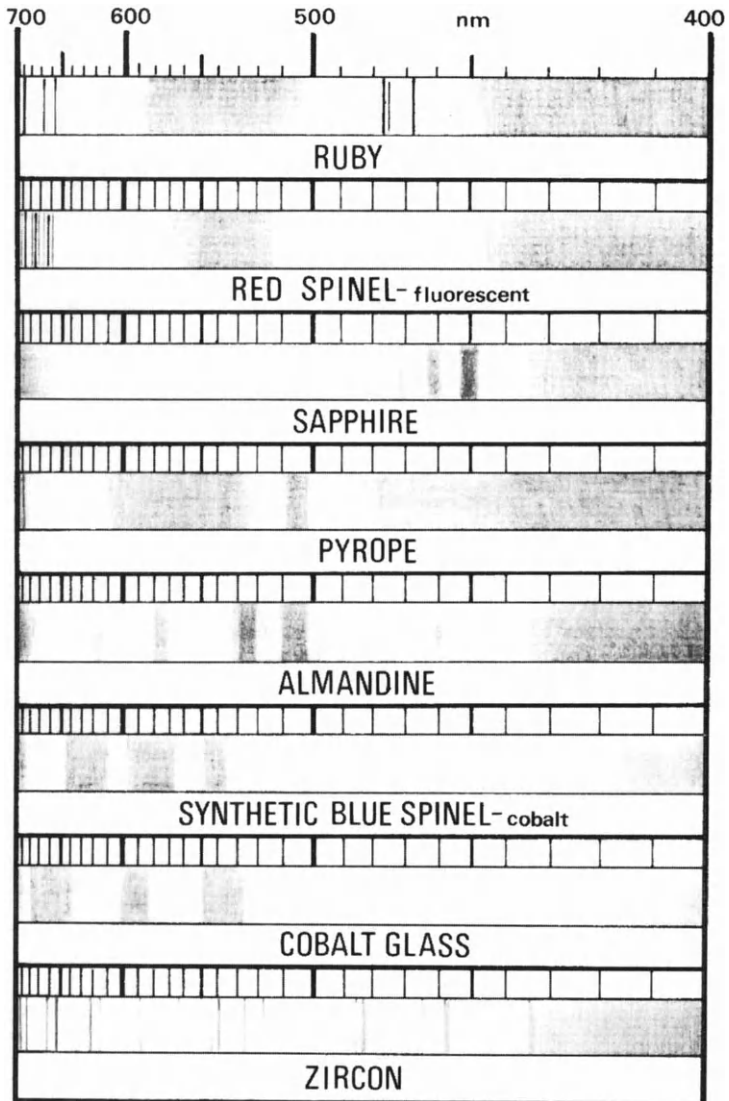 700 600 500 nm 400
RUBY
RED SPINEL- fluorescent
SAPPHIRE
PYROPE
ALMANDINE
SYNTHETIC BLUE SPINEL- cobalt
COBALT GLASS
ZIRCON